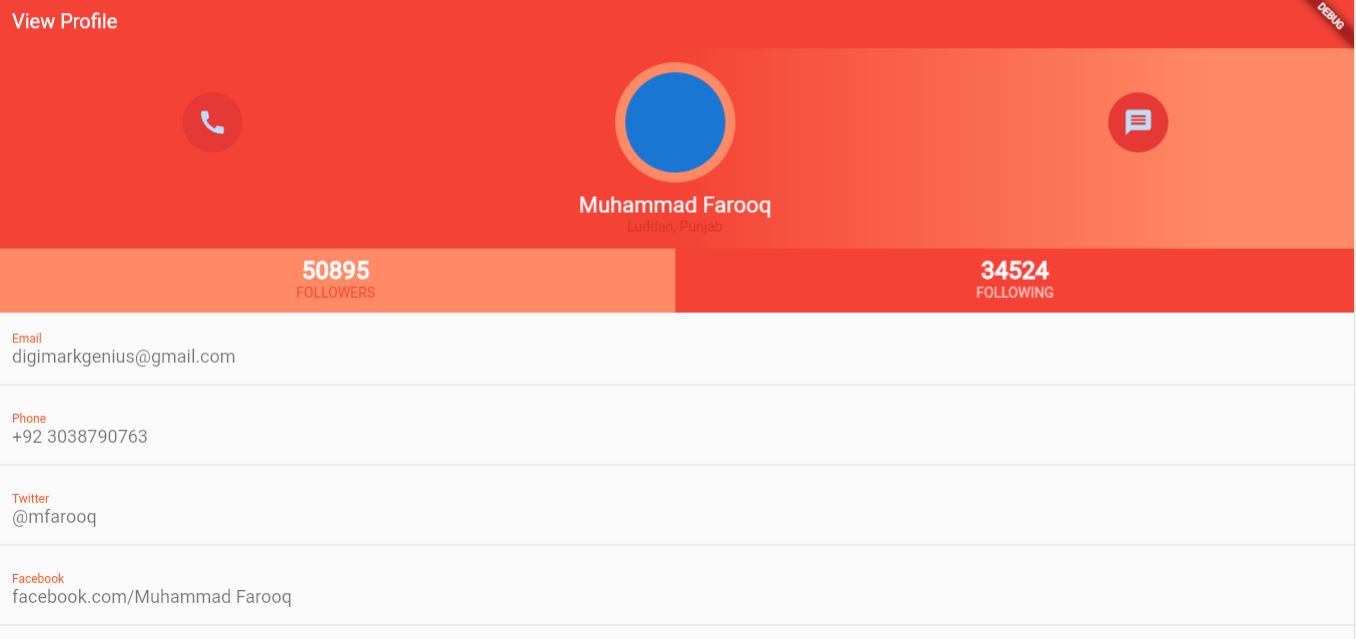 View Profile
DEBUG
Muhammad Farooq
Luddan, Punjab
50895
FOLLOWERS
34524
FOLLOWING
Email
digimarkgenius@gmail.com
Phone
+92 3038790763
Twitter
@mfarooq
Facebook
facebook.com/Muhammad Farooq